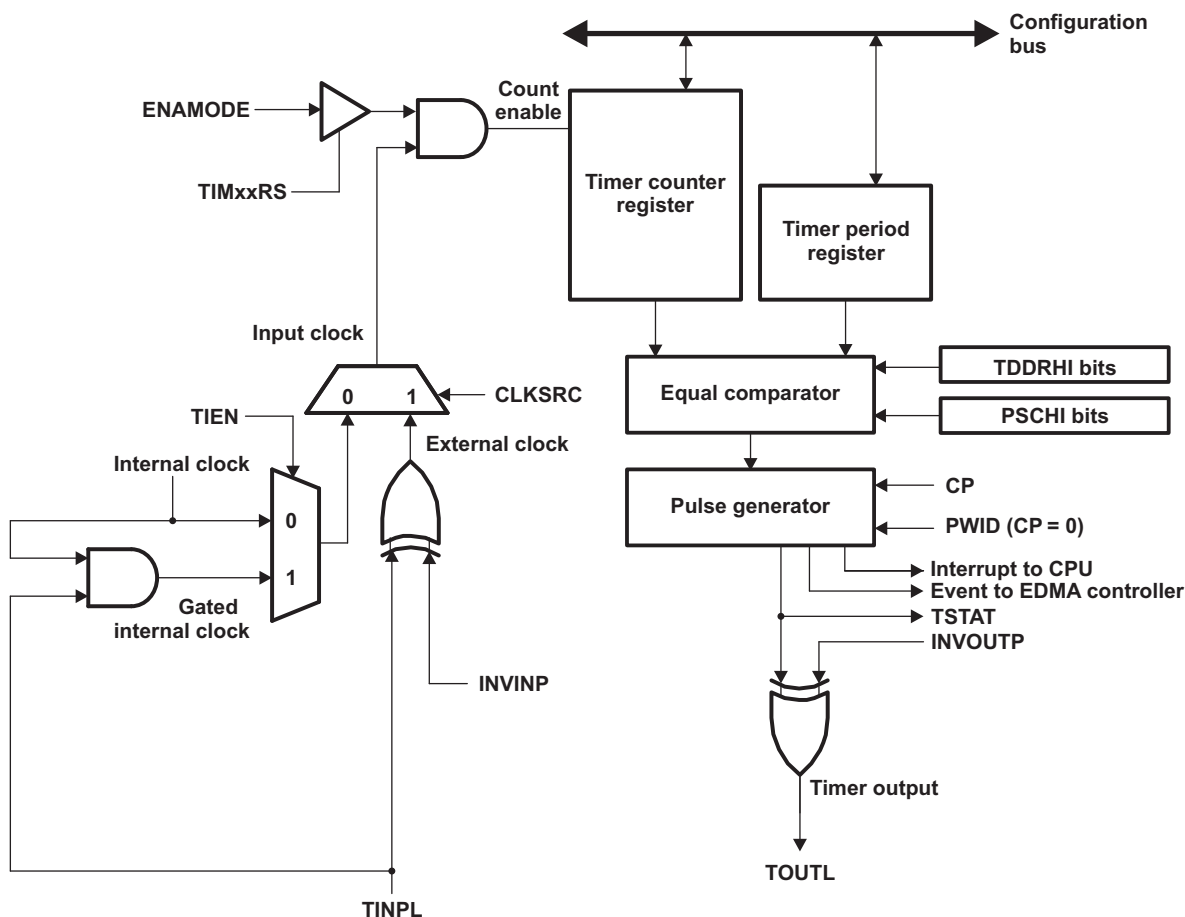 Configuration
bus
Count
enable
ENAMODE
TIMxxRS
Timer counter
register
Timer period
register
Input clock
0 1
CLKSRC
TIEN
External clock
Internal clock
0
1
Gated
internal clock
INVINP
TINPL
Equal comparator
TDDRHI bits
PSCHI bits
Pulse generator
CP
PWID (CP = 0)
Interrupt to CPU
Event to EDMA controller
TSTAT
INVOUTP
Timer output
TOUTL